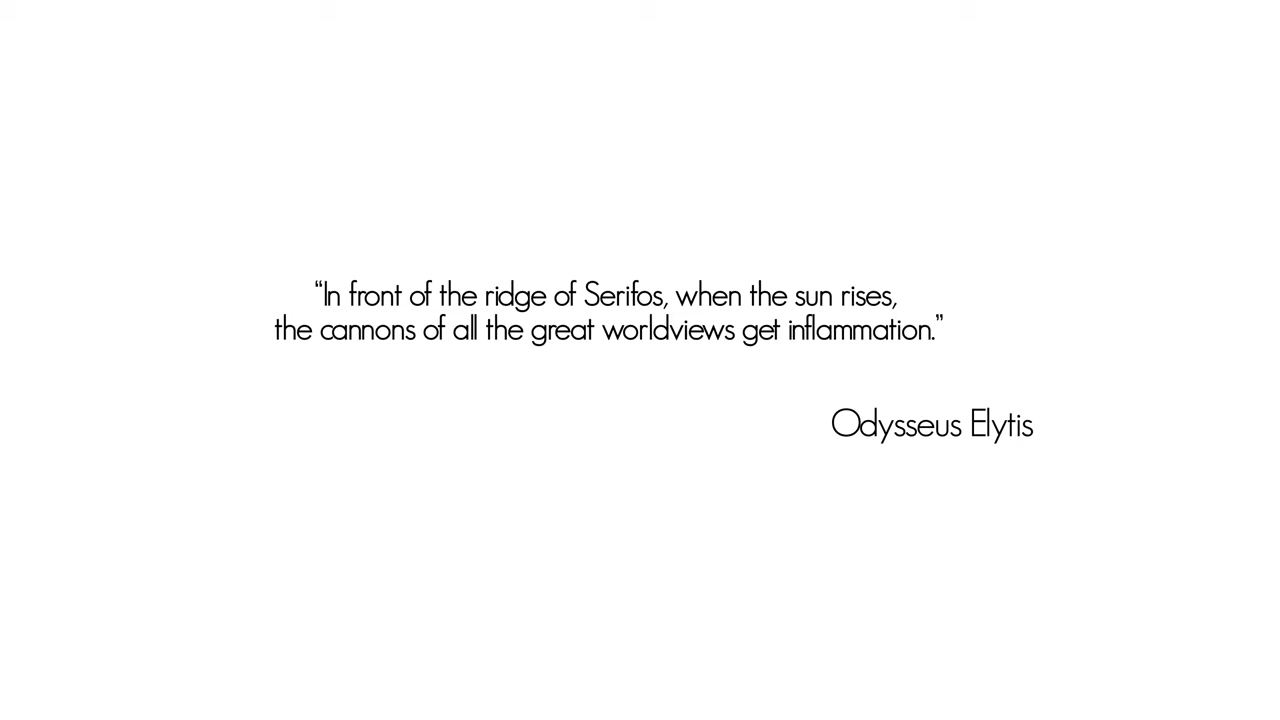 “In front of the ridge of Serifos, when the sun rises,
the cannons of all the great worldviews get inflammation.”
Odysseus Elytis